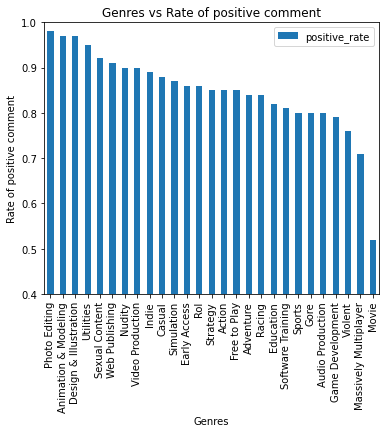 Genres vs Rate of positive comment
positive_rate
Rate of positive comment
1.0
0.9
0.8
0.7
0.6
0.5
0.4
Photo Editing
Animation & Modeling
Design & Illustration
Utilities
Sexual Content
Web Publishing
Nudity
Video Production
Indie
Casual
Simulation
Early Access
Rol
Strategy
Action
Free to Play
Adventure
Racing
Education
Software Training
Sports
Gore
Audio Production
Game Development
Violent
Massively Multiplayer
Movie
Genres